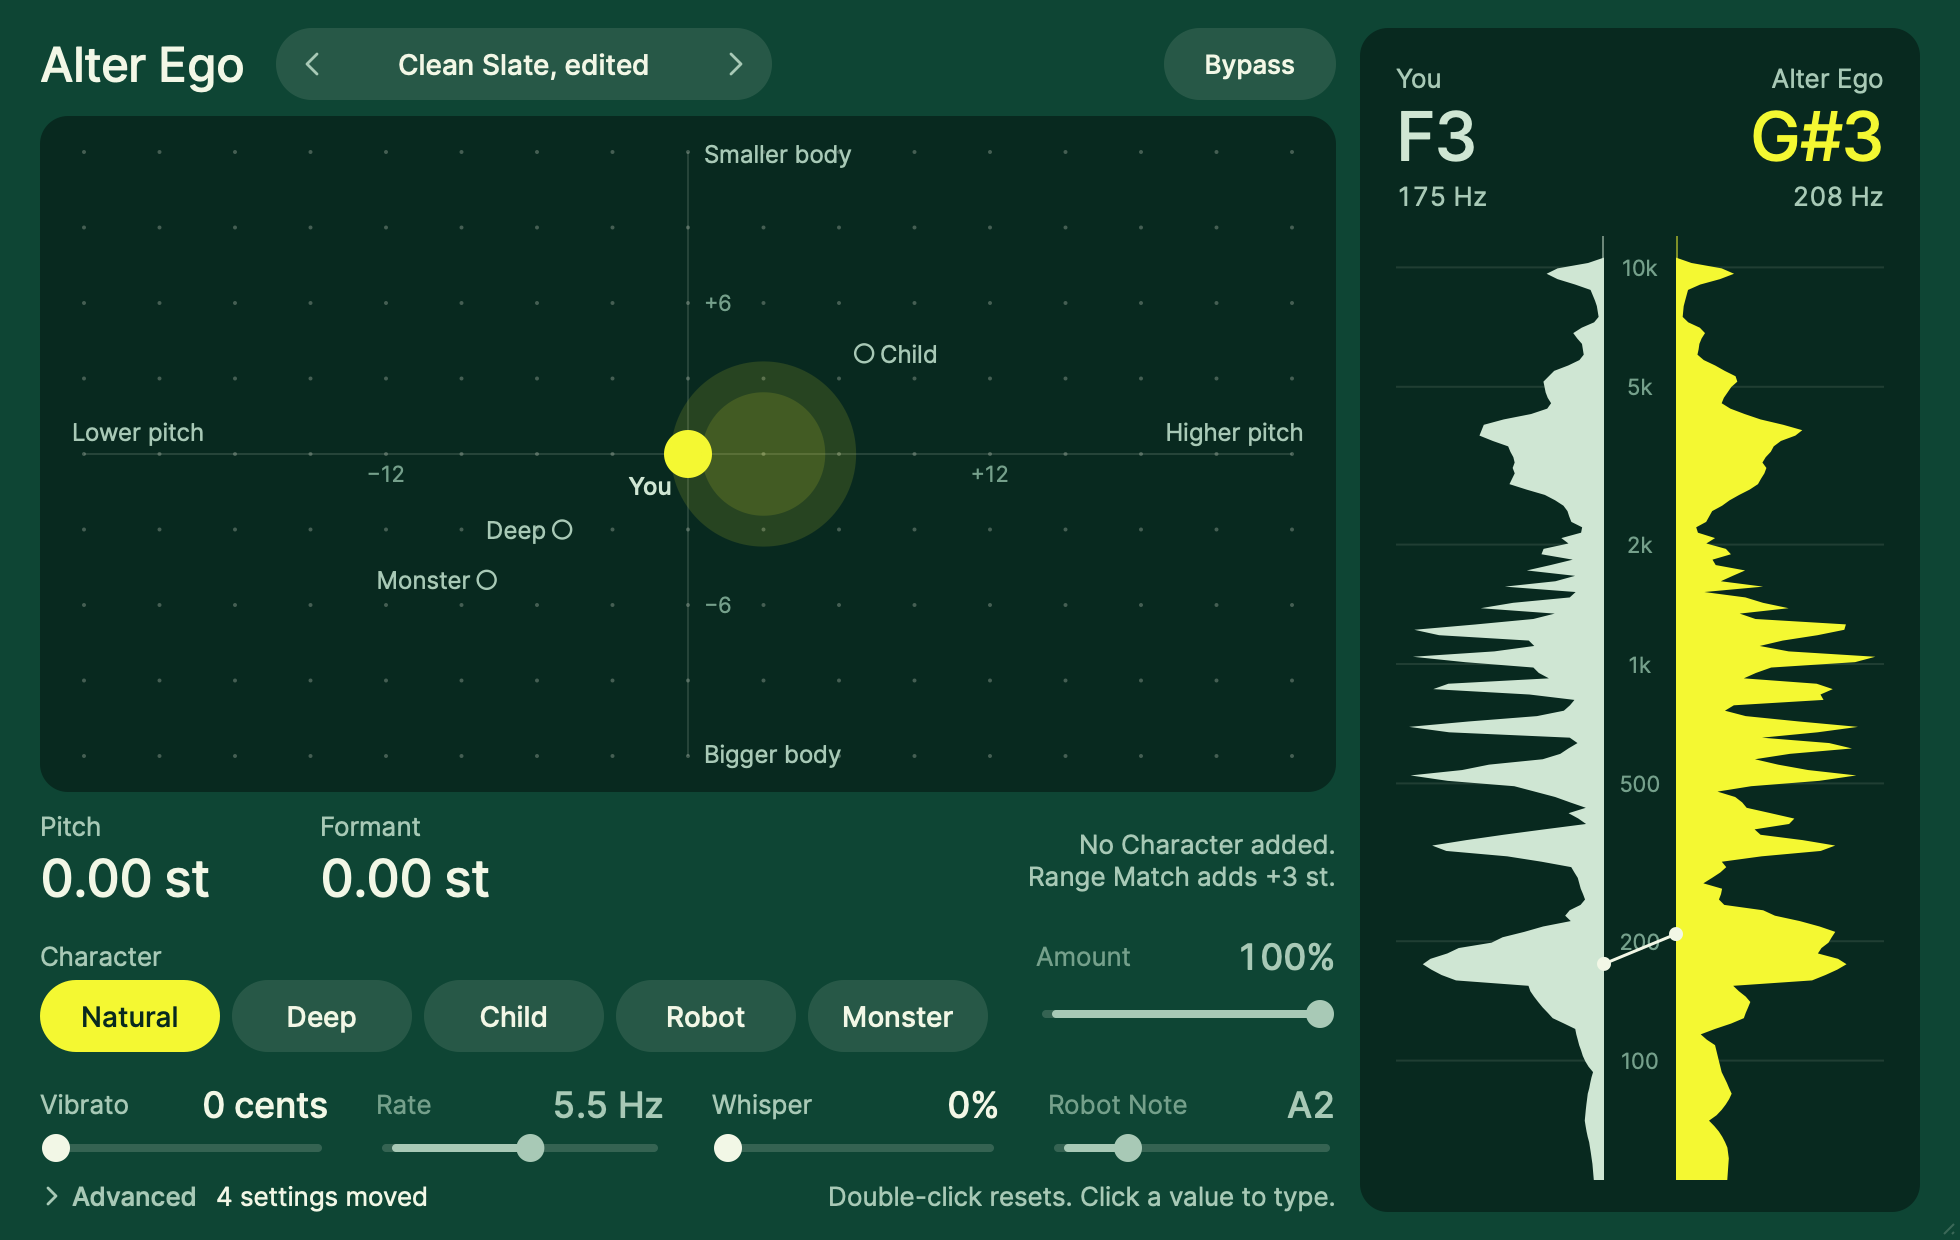 Alter Ego
Clean Slate, edited
Bypass
Smaller body
+6
Child
Lower pitch
Higher pitch
−12
+12
You
Deep
Monster
−6
Bigger body
Pitch
0.00 st
Formant
0.00 st
No Character added.
Range Match adds +3 st.
Character
Natural
Deep
Child
Robot
Monster
Amount
100%
Vibrato
0 cents
Rate
5.5 Hz
Whisper
0%
Robot Note
A2
Advanced
4 settings moved
Double-click resets. Click a value to type.
You
Alter Ego
F3
G#3
175 Hz
208 Hz
10k
5k
2k
1k
500
200
100